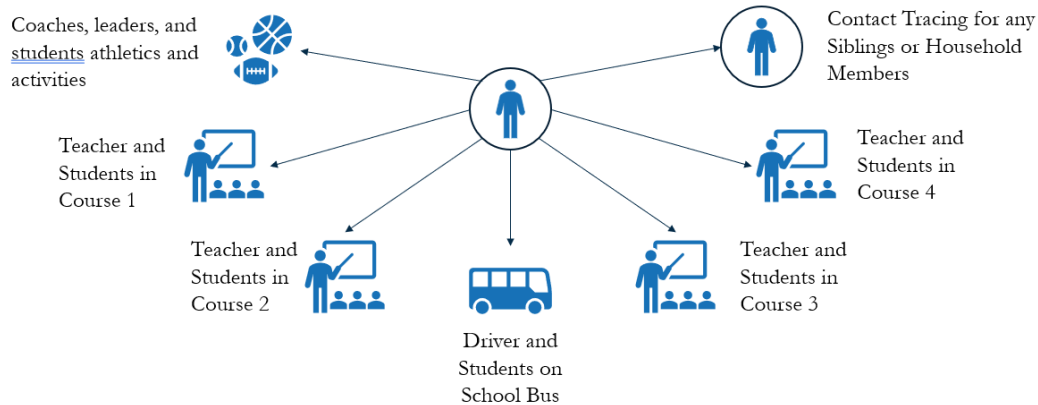 Coaches, leaders, and
students athletics and
activities
Contact Tracing for any
Siblings or Household
Members
Teacher and
Students in
Course 1
Teacher and
Students in
Course 4
Teacher and
Students in
Course 2
Teacher and
Students in
Course 3
Driver and
Students on
School Bus